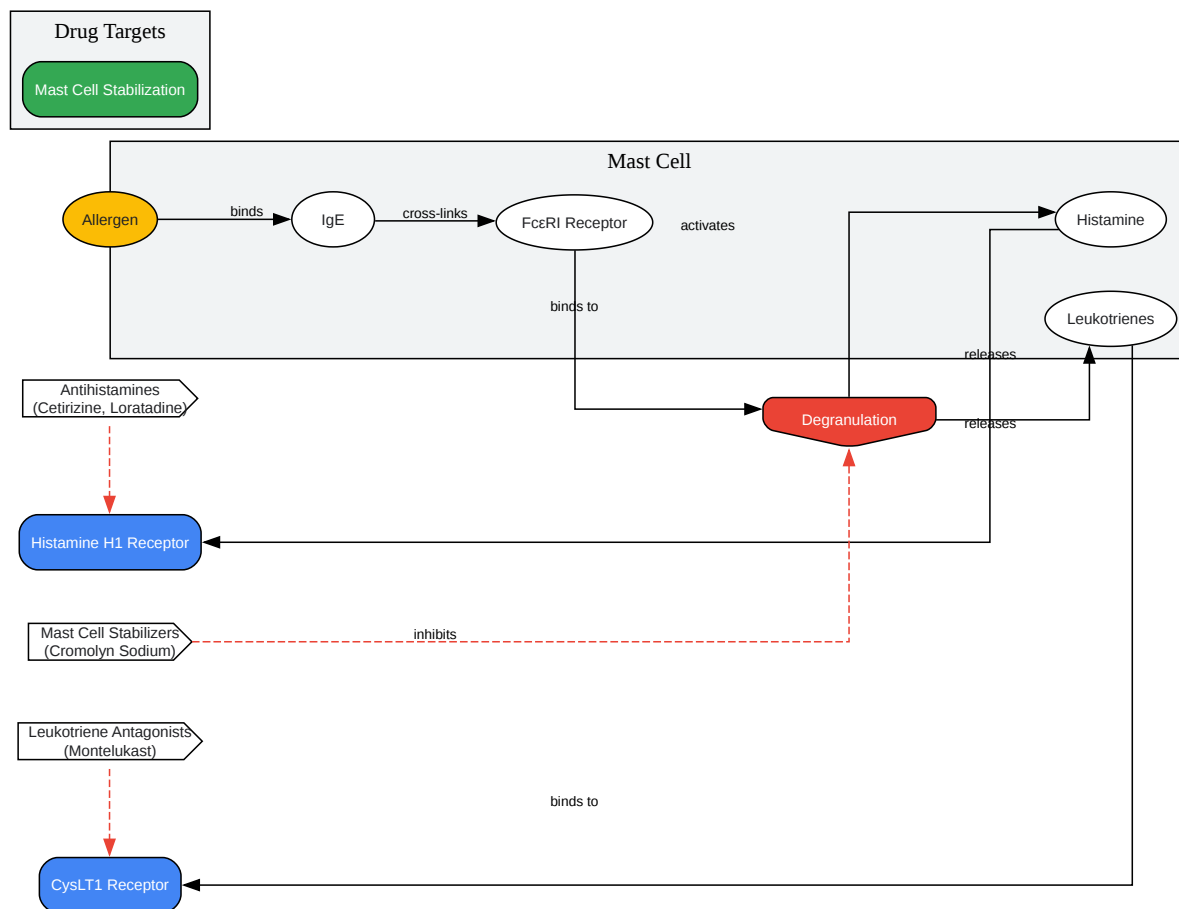 Drug Targets
Mast Cell Stabilization
Mast Cell
Allergen
binds
IgE
cross-links
FcεRI Receptor
activates
Histamine
binds to
Leukotrienes
releases
Antihistamines
(Cetirizine, Loratadine)
Degranulation
releases
Histamine H1 Receptor
Mast Cell Stabilizers
(Cromolyn Sodium)
inhibits
Leukotriene Antagonists
(Montelukast)
binds to
CysLT1 Receptor